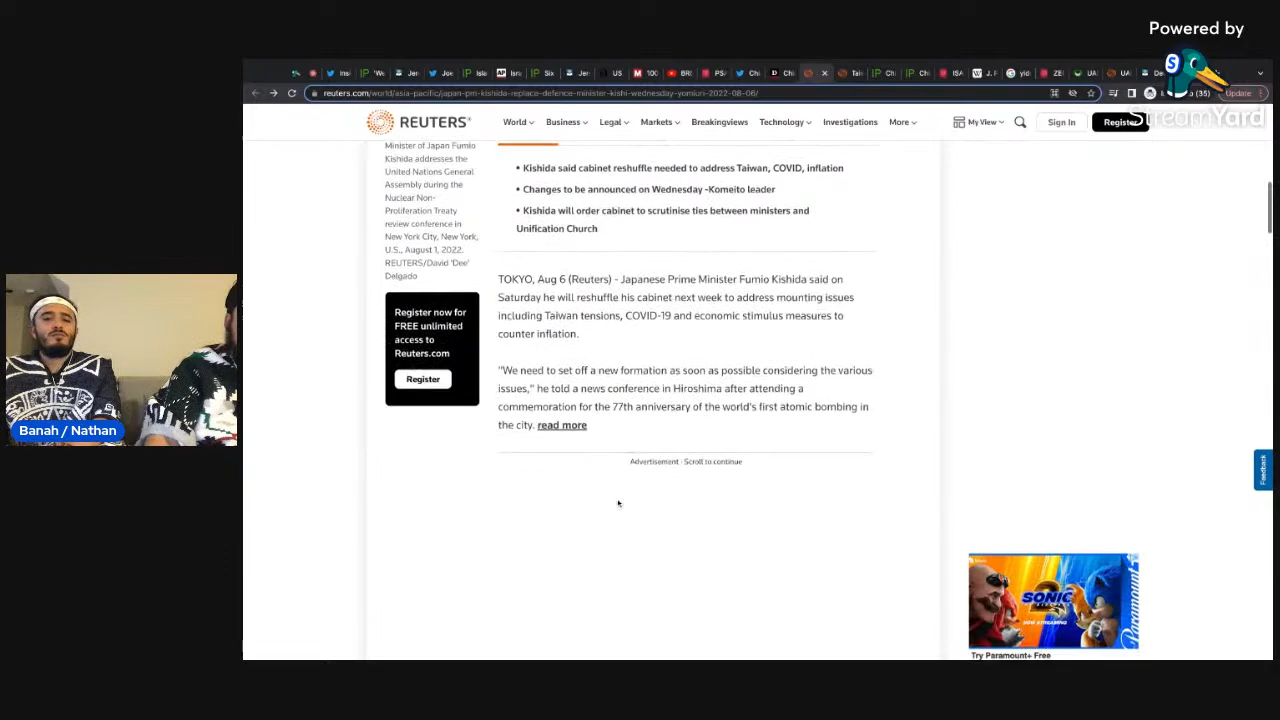 Powered by
StreamYard
reuters.com/world/asia-pacific/japan-pm-kishida-replace-defence-minister-kishi-wednesday-yomiuri-2022-08-06/
Update
REUTERS®
World
Business
Legal
Markets
Breakingviews
Technology
Investigations
More
My View
Sign In
Register
Minister of Japan Fumio
Kishida addresses the
United Nations General
Assembly during the
Nuclear Non-
Proliferation Treaty
review conference in
New York City, New York,
U.S., August 1, 2022.
REUTERS/David 'Dee'
Delgado
Register now for
FREE unlimited
access to
Reuters.com
Register
• Kishida said cabinet reshuffle needed to address Taiwan, COVID, inflation
• Changes to be announced on Wednesday -Komeito leader
• Kishida will order cabinet to scrutinise ties between ministers and
Unification Church
TOKYO, Aug 6 (Reuters) - Japanese Prime Minister Fumio Kishida said on
Saturday he will reshuffle his cabinet next week to address mounting issues
including Taiwan tensions, COVID-19 and economic stimulus measures to
counter inflation.
"We need to set off a new formation as soon as possible considering the various
issues," he told a news conference in Hiroshima after attending a
commemoration for the 77th anniversary of the world's first atomic bombing in
the city. read more
Advertisement · Scroll to continue
Feedback
Banah / Nathan
SONIC
2
NOW STREAMING
Paramount+
Try Paramount+ Free